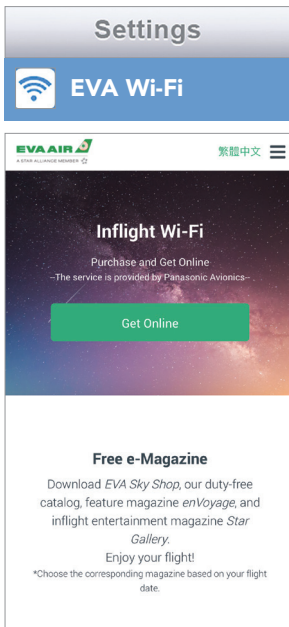 Settings
EVA Wi-Fi
EVA AIR
A STAR ALLIANCE MEMBER
繁體中文
Inflight Wi-Fi
Purchase and Get Online
--The service is provided by Panasonic Avionics--
Get Online
Free e-Magazine
Download EVA Sky Shop, our duty-free
catalog, feature magazine enVoyage, and
inflight entertainment magazine Star
Gallery.
Enjoy your flight!
*Choose the corresponding magazine based on your flight
date.